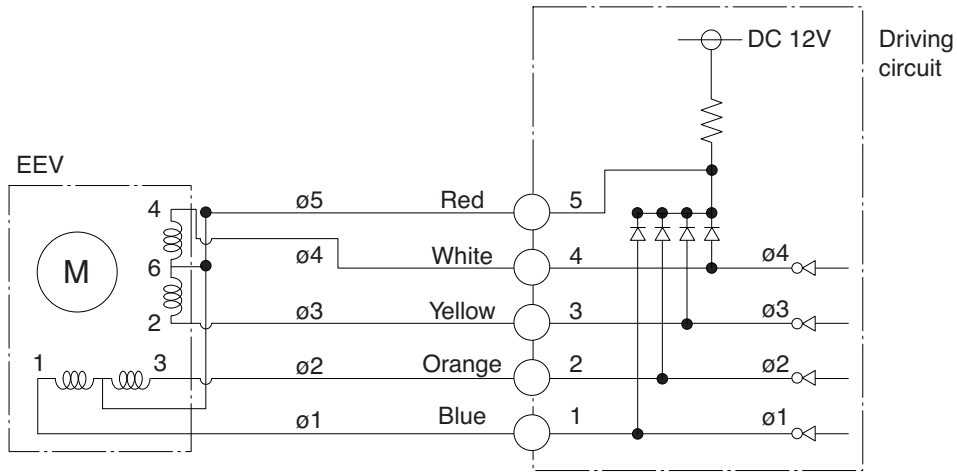 DC 12V
Driving
circuit
EEV
4 ø5 Red 5
6 ø4 White 4 ø4
M
2 ø3 Yellow 3 ø3
1 3 ø2 Orange 2 ø2
ø1 Blue 1 ø1